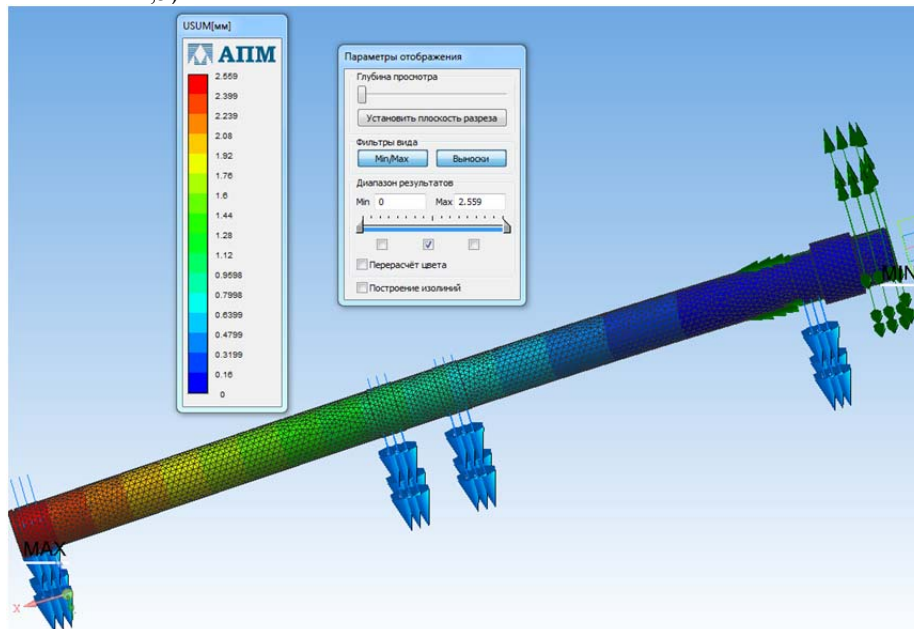 USUM[мм]
АПМ
2.559
2.399
2.239
2.08
1.92
1.76
1.6
1.44
1.28
1.12
0.9598
0.7998
0.6399
0.4799
0.3199
0.16
0
Параметры отображения
Глубина просмотра
Установить плоскость разреза
Фильтры вида
Min/Max Выноски
Диапазон результатов
Min 0 Max 2.559
Перерасчёт цвета
Построение изолиний
MIN
MAX
X